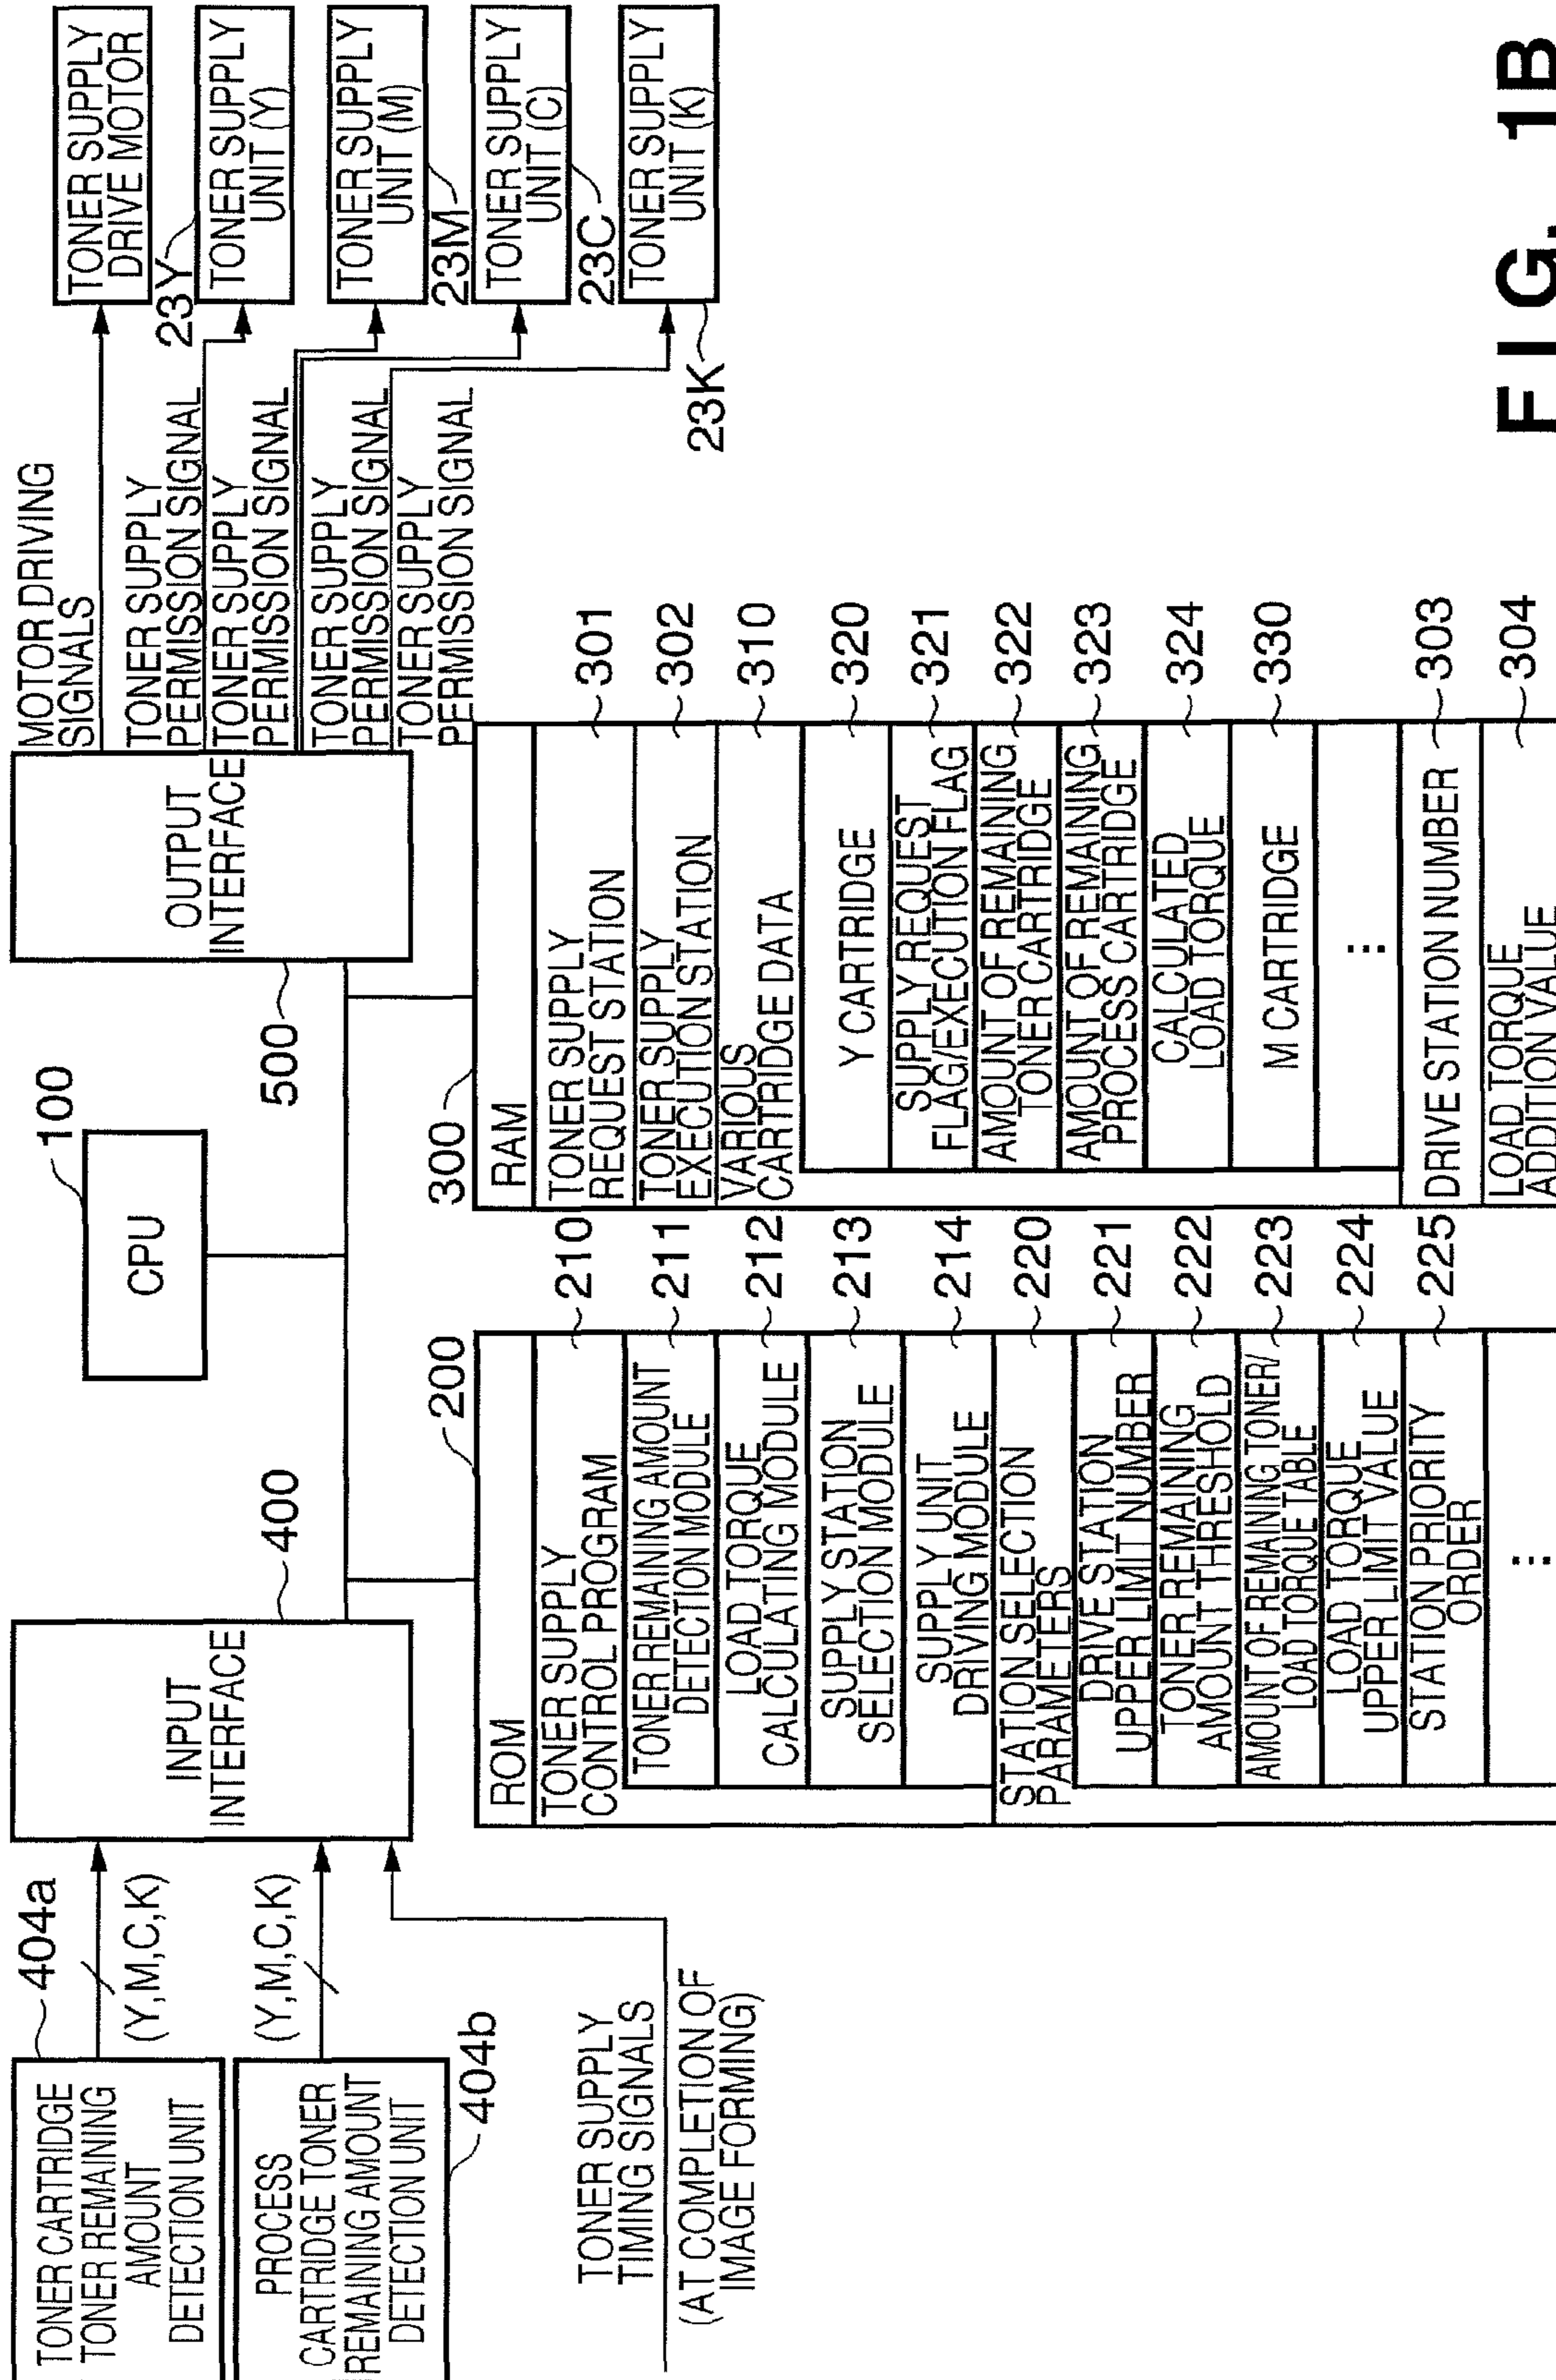 TONER CARTRIDGE
TONER REMAINING
AMOUNT
DETECTION UNIT
404a
(Y,M,C,K)
PROCESS
CARTRIDGE TONER
REMAINING AMOUNT
DETECTION UNIT
404b
(Y,M,C,K)
TONER SUPPLY
TIMING SIGNALS
(AT COMPLETION OF
IMAGE FORMING)
INPUT
INTERFACE
400
CPU
100
OUTPUT
INTERFACE
500
MOTOR DRIVING
SIGNALS
TONER SUPPLY
PERMISSION SIGNAL
TONER SUPPLY
PERMISSION SIGNAL
TONER SUPPLY
PERMISSION SIGNAL
TONER SUPPLY
PERMISSION SIGNAL
TONER SUPPLY
DRIVE MOTOR
23Y
TONER SUPPLY
UNIT (Y)
TONER SUPPLY
UNIT (M)
23M
TONER SUPPLY
UNIT (C)
23C
TONER SUPPLY
UNIT (K)
23K
200
ROM
TONER SUPPLY
CONTROL PROGRAM
210
TONER REMAINING AMOUNT
DETECTION MODULE
211
LOAD TORQUE
CALCULATING MODULE
212
SUPPLY STATION
SELECTION MODULE
213
SUPPLY UNIT
DRIVING MODULE
214
STATION SELECTION
PARAMETERS
220
DRIVE STATION
UPPER LIMIT NUMBER
221
TONER REMAINING
AMOUNT THRESHOLD
222
AMOUNT OF REMAINING TONER/
LOAD TORQUE TABLE
223
LOAD TORQUE
UPPER LIMIT VALUE
224
STATION PRIORITY
ORDER
225
...
300
RAM
TONER SUPPLY
REQUEST STATION
301
TONER SUPPLY
EXECUTION STATION
302
VARIOUS
CARTRIDGE DATA
310
Y CARTRIDGE
320
SUPPLY REQUEST
FLAG/EXECUTION FLAG
321
AMOUNT OF REMAINING
TONER CARTRIDGE
322
AMOUNT OF REMAINING
PROCESS CARTRIDGE
323
CALCULATED
LOAD TORQUE
324
M CARTRIDGE
330
...
DRIVE STATION NUMBER
303
LOAD TORQUE
ADDITION VALUE
304
FIG. 1B